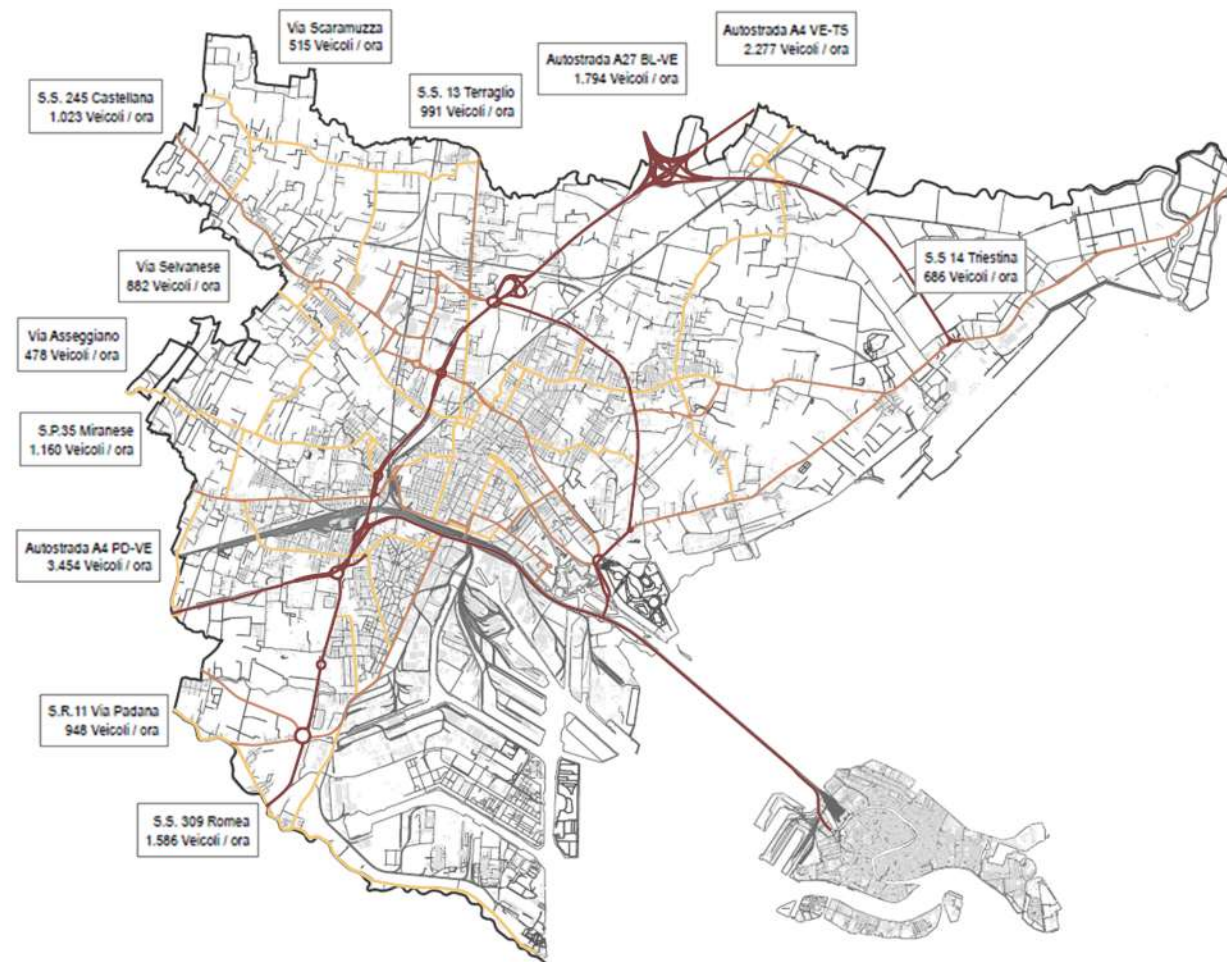 Via Scaramuzza
515 Veicoli / ora
Autostrada A4 VE-TS
2.277 Veicoli / ora
Autostrada A27 BL-VE
1.794 Veicoli / ora
S.S. 245 Castellana
1.023 Veicoli / ora
S.S. 13 Terraglio
991 Veicoli / ora
Via Selvanese
882 Veicoli / ora
S.S 14 Triestina
686 Veicoli / ora
Via Asseggiano
478 Veicoli / ora
S.P.35 Miranese
1.160 Veicoli / ora
Autostrada A4 PD-VE
3.454 Veicoli / ora
S.R.11 Via Padana
948 Veicoli / ora
S.S. 309 Romea
1.586 Veicoli / ora